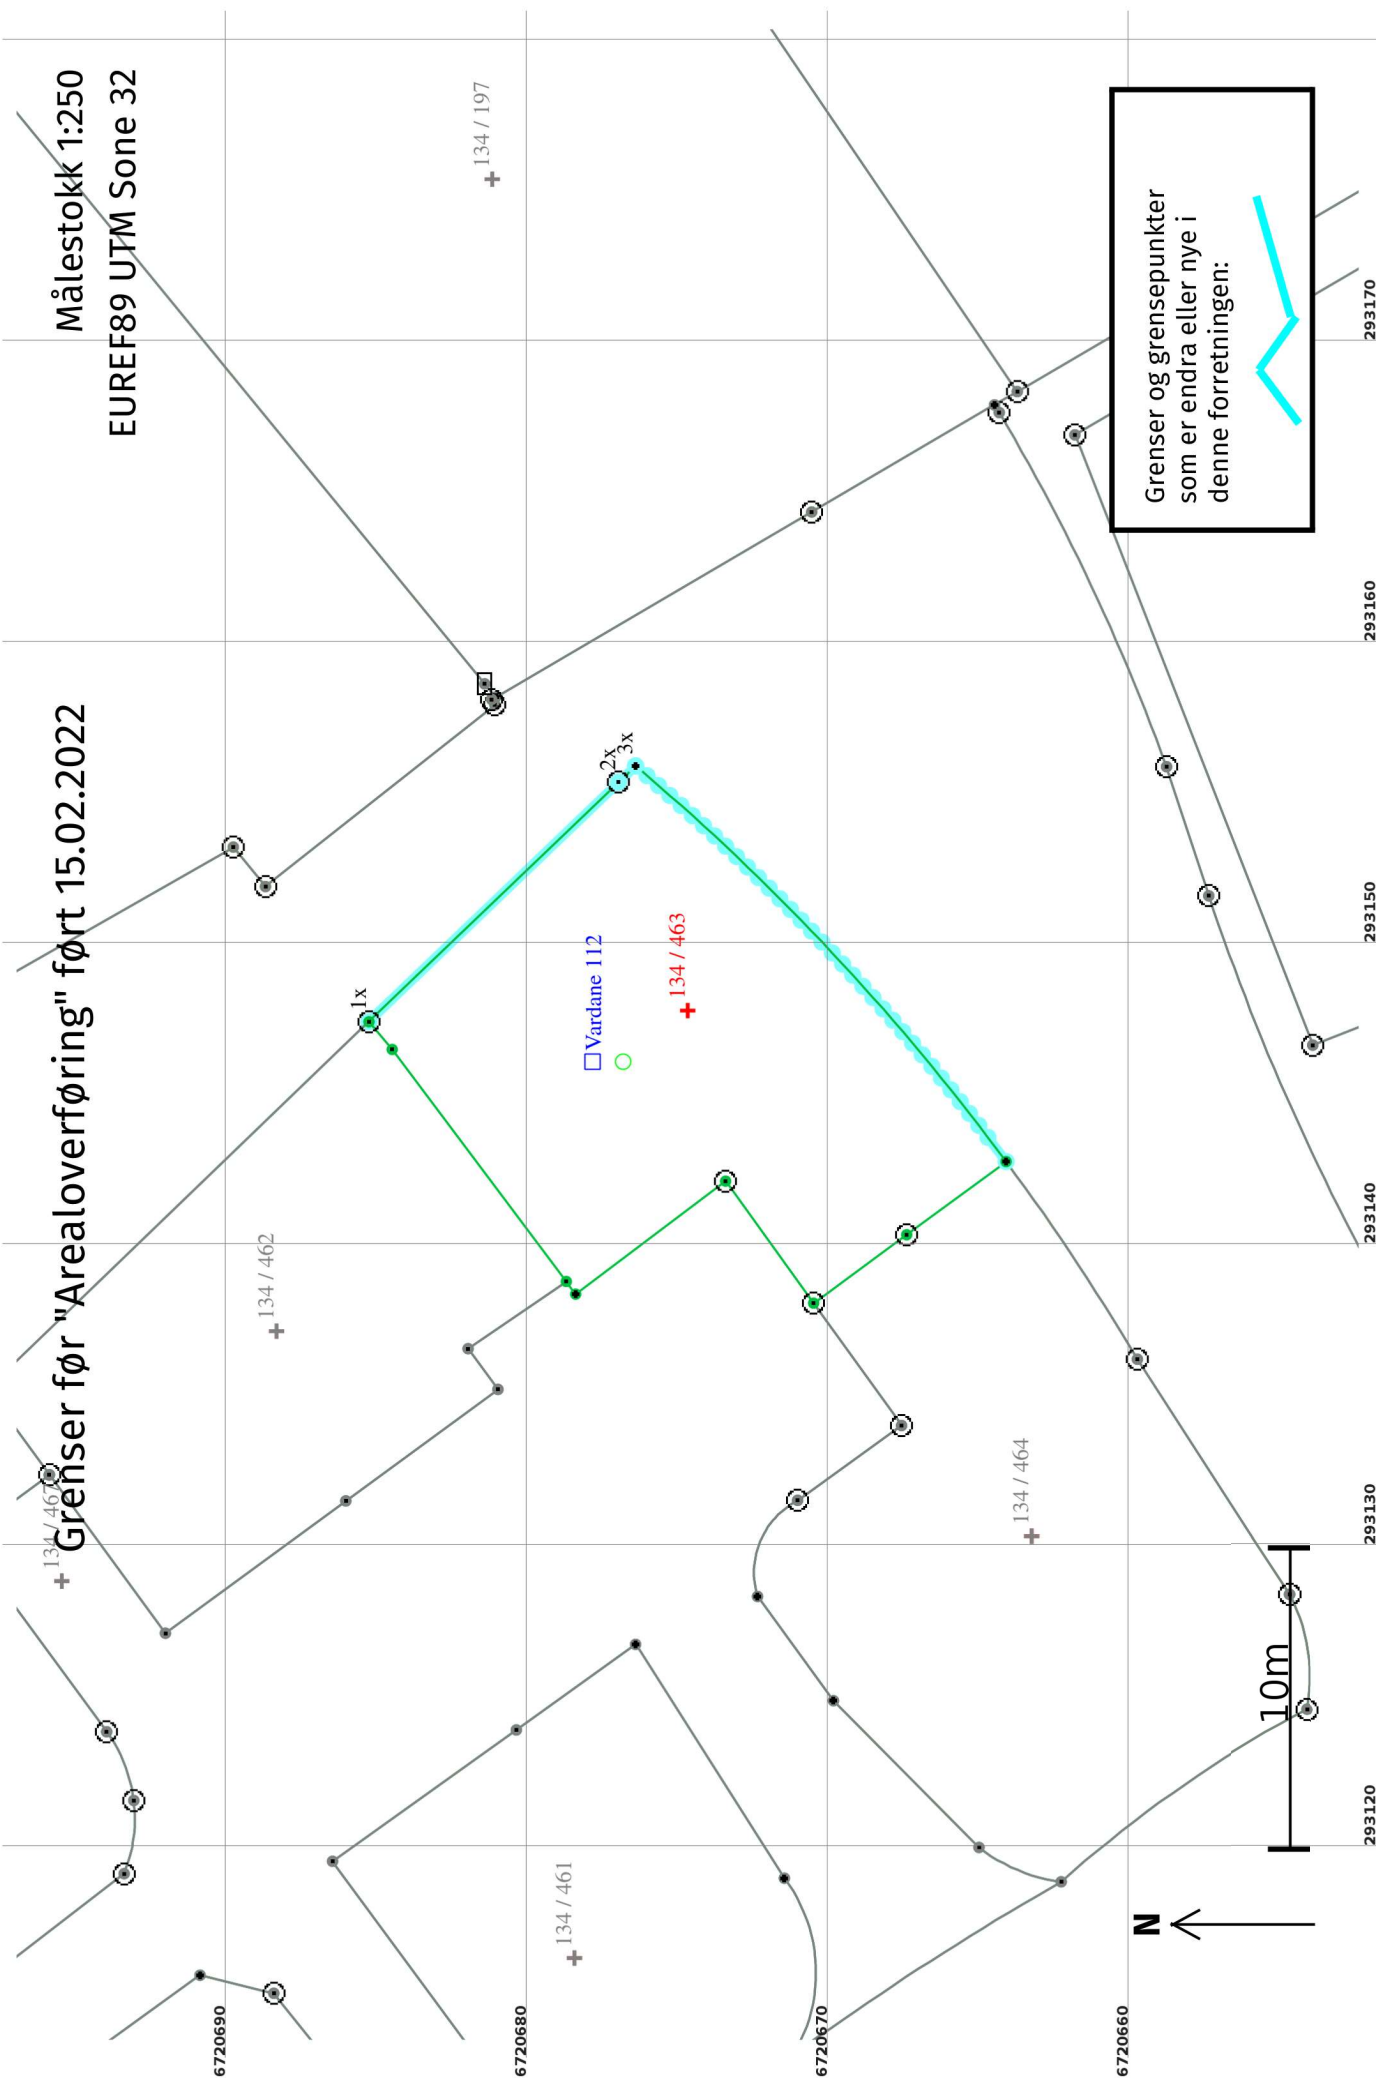 Målestokk 1:250
EUREF89 UTM Sone 32
Grenser før "Arealoverføring" ført 15.02.2022
134 / 467
134 / 462
134 / 197
134 / 461
134 / 463
134 / 464
Vardane 112
1x
2x
3x
Grenser og grensepunkter
som er endra eller nye i
denne forretningen:
10m
N
6720690
6720680
6720670
6720660
293120
293130
293140
293150
293160
293170